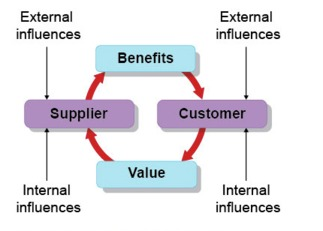 External
influences
External
influences
Benefits
Supplier
Customer
Value
Internal
influences
Internal
influences